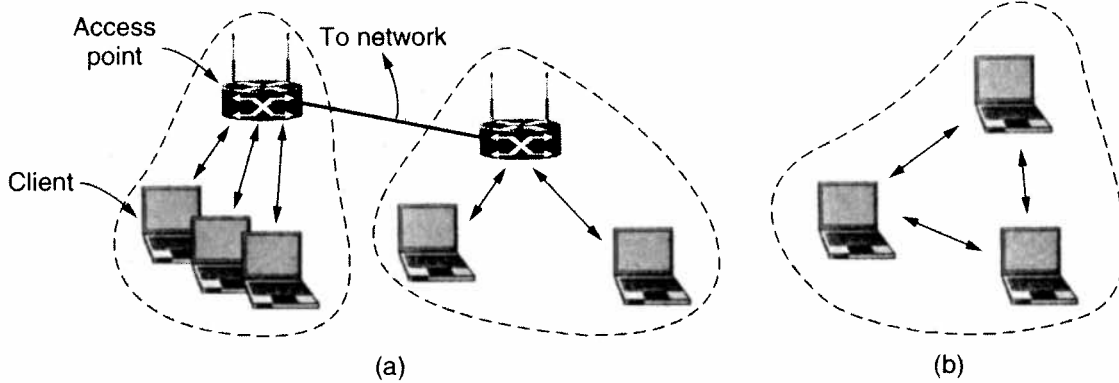 Access
point
To network
Client
(a)
(b)